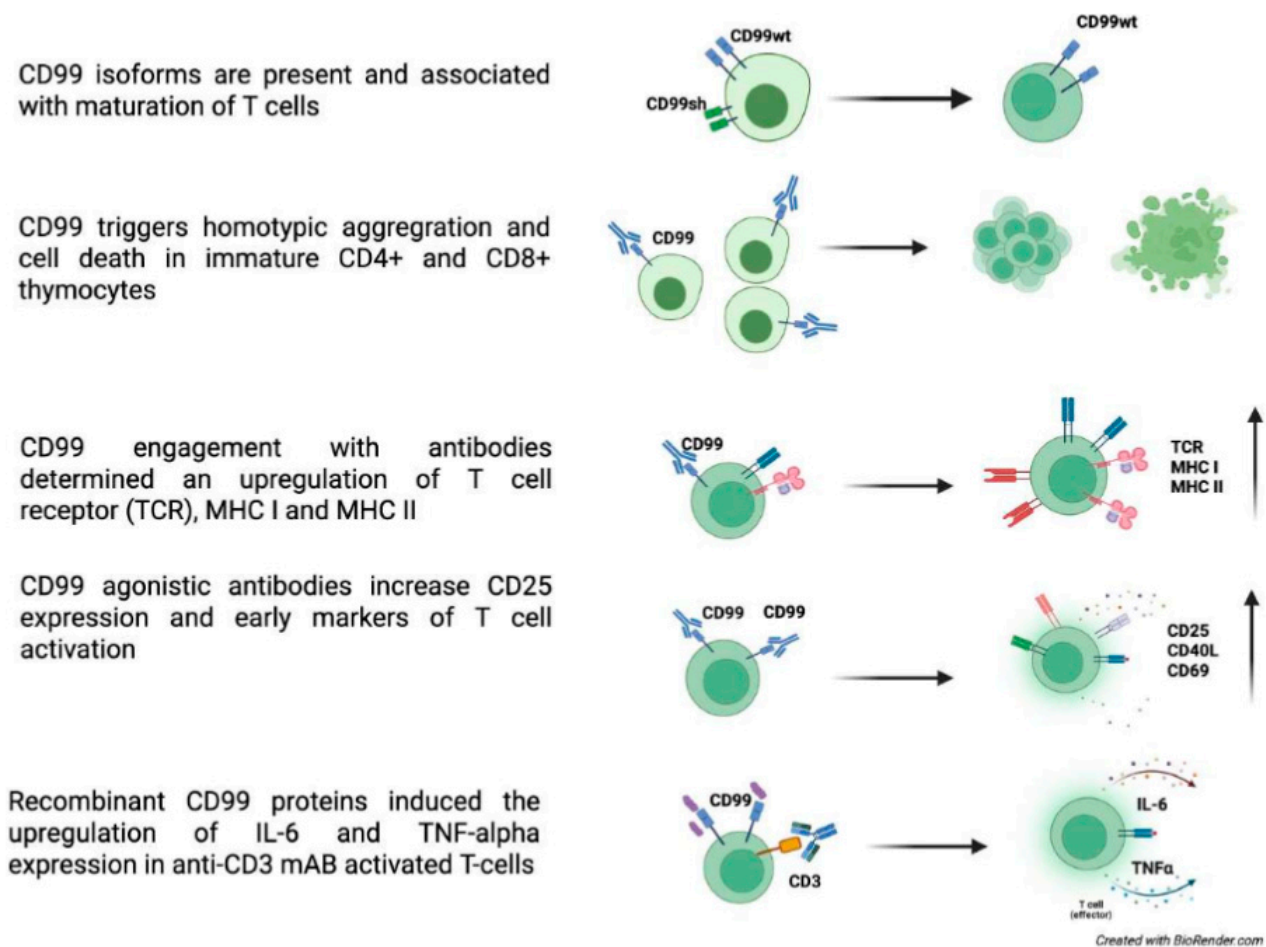 CD99 isoforms are present and associated
with maturation of T cells
CD99wt
CD99sh
CD99wt
CD99 triggers homotypic aggregration and
cell death in immature CD4+ and CD8+
thymocytes
CD99
CD99 engagement with antibodies
determined an upregulation of T cell
receptor (TCR), MHC I and MHC II
CD99
TCR
MHC I
MHC II
CD99 agonistic antibodies increase CD25
expression and early markers of T cell
activation
CD99 CD99
CD25
CD40L
CD69
Recombinant CD99 proteins induced the
upregulation of IL-6 and TNF-alpha
expression in anti-CD3 mAB activated T-cells
CD99
CD3
IL-6
TNFα
T cell
(effector)
Created with BioRender.com